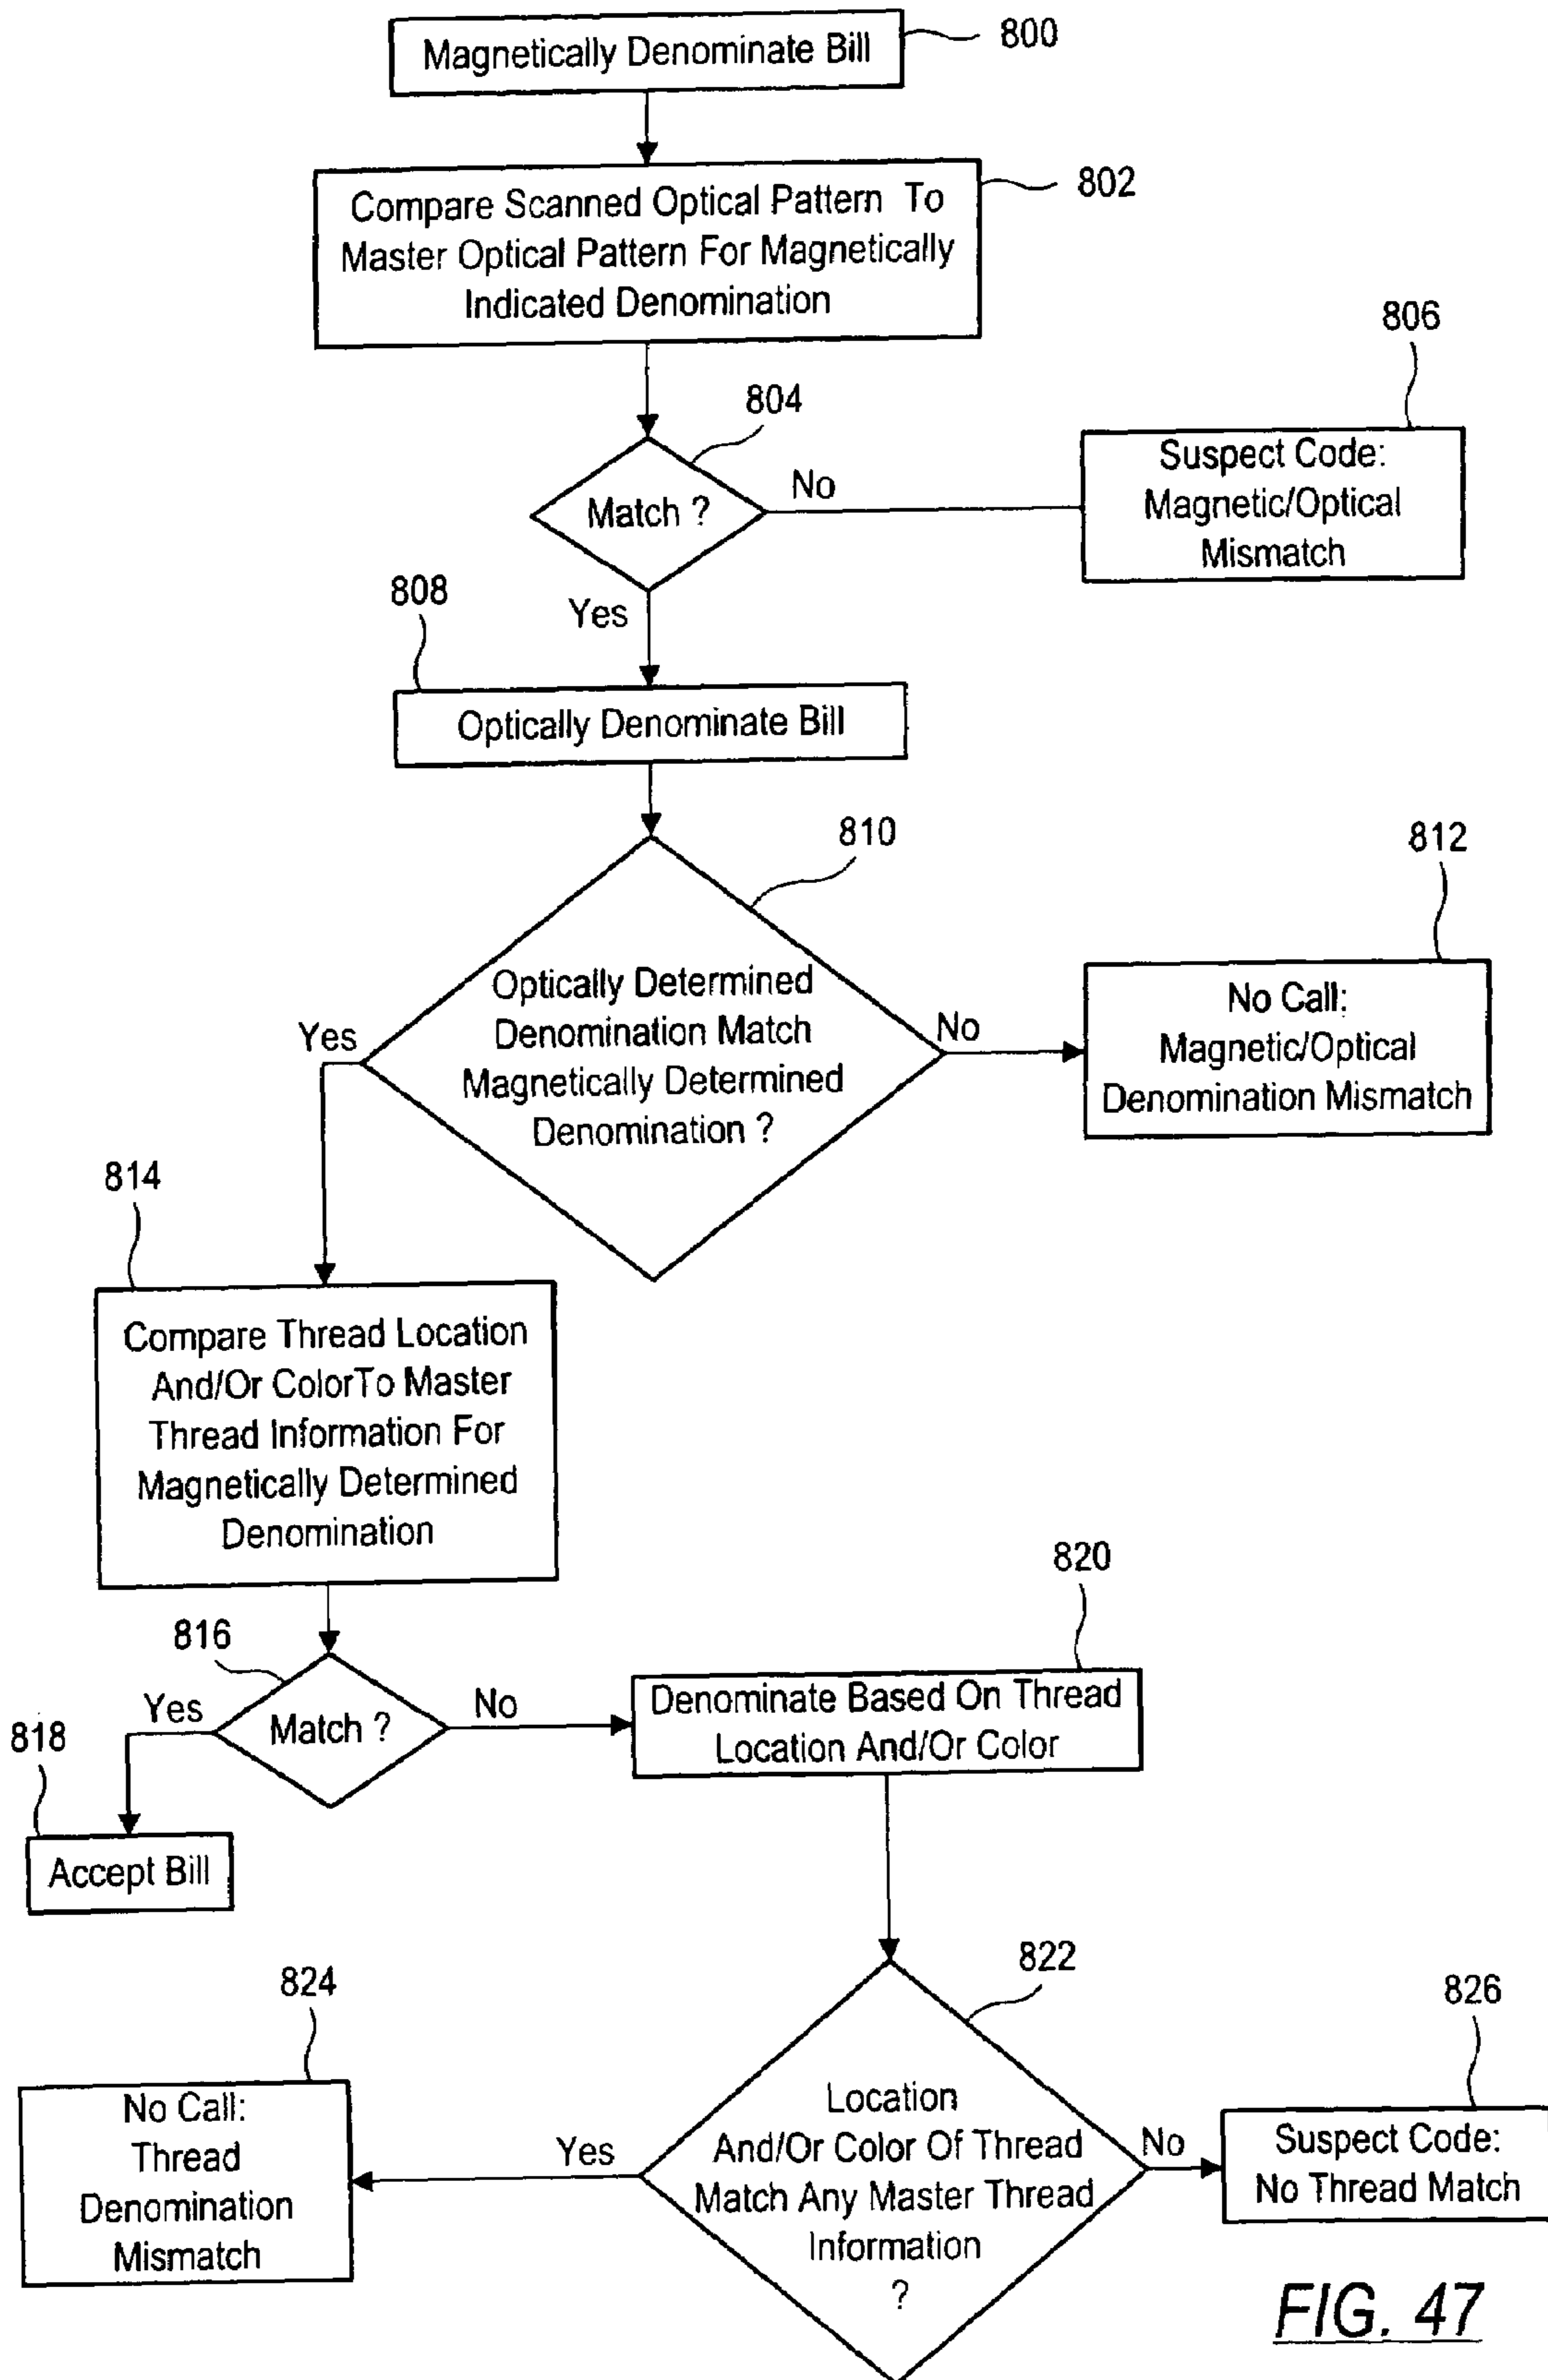 Magnetically Denominate Bill
800
Compare Scanned Optical Pattern To
Master Optical Pattern For Magnetically
Indicated Denomination
802
804
Match ?
No
806
Suspect Code:
Magnetic/Optical
Mismatch
Yes
808
Optically Denominate Bill
810
Optically Determined
Denomination Match
Magnetically Determined
Denomination ?
Yes
No
812
No Call:
Magnetic/Optical
Denomination Mismatch
814
Compare Thread Location
And/Or ColorTo Master
Thread Information For
Magnetically Determined
Denomination
816
Match ?
Yes
No
818
Accept Bill
820
Denominate Based On Thread
Location And/Or Color
822
Location
And/Or Color Of Thread
Match Any Master Thread
Information
?
Yes
No
824
No Call:
Thread
Denomination
Mismatch
826
Suspect Code:
No Thread Match
FIG. 47